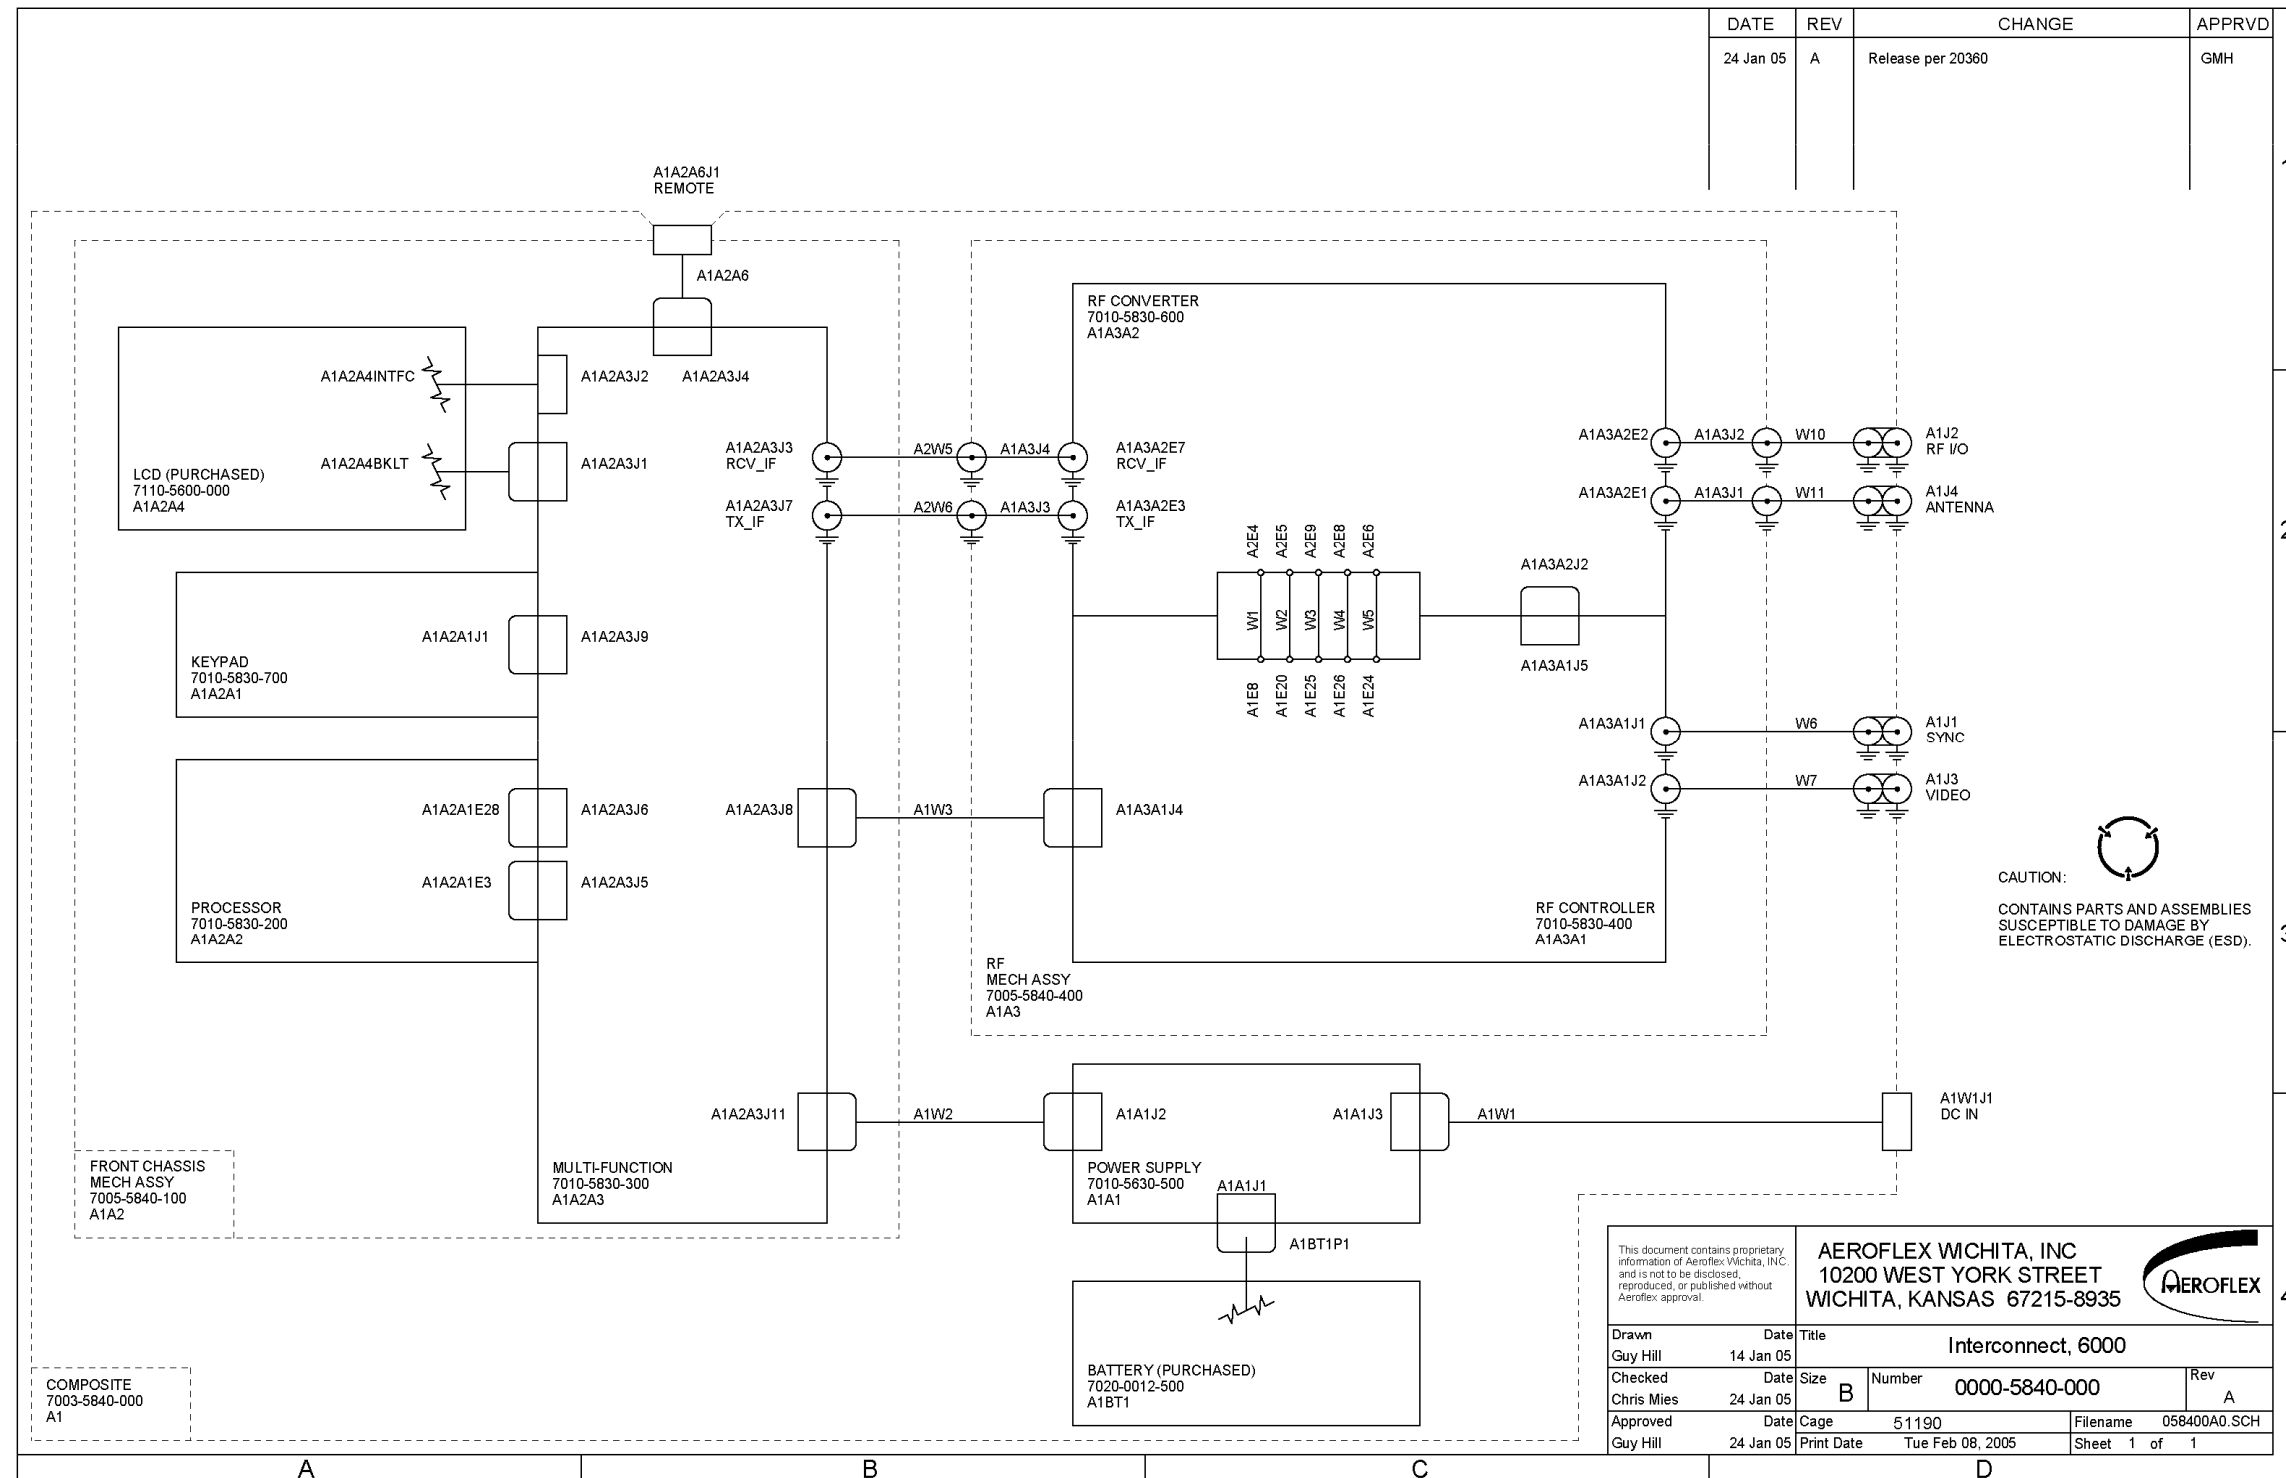 DATE REV CHANGE APPRVD
24 Jan 05 A Release per 20360 GMH
1
A1A2A6J1
REMOTE
A1A2A6
A1A2A4INTFC
A1A2A3J2
A1A2A3J4
A1A2A4BKLT
A1A2A3J1
LCD (PURCHASED)
7110-5600-000
A1A2A4
A1A2A3J3
RCV_IF
A2W5
A1A3J4
A1A3A2E7
RCV_IF
A1A2A3J7
TX_IF
A2W6
A1A3J3
A1A3A2E3
TX_IF
RF CONVERTER
7010-5830-600
A1A3A2
A1A3A2E2
A1A3J2
W10
A1J2
RF I/O
A1A3A2E1
A1A3J1
W11
A1J4
ANTENNA
2
A2E4
A2E5
A2E9
A2E8
A2E6
W1
W2
W3
W4
W5
A1E8
A1E20
A1E25
A1E26
A1E24
A1A3A2J2
A1A3A1J5
A1A2A1J1
A1A2A3J9
KEYPAD
7010-5830-700
A1A2A1
A1A3A1J1
W6
A1J1
SYNC
A1A3A1J2
W7
A1J3
VIDEO
A1A2A1E28
A1A2A3J6
A1A2A3J8
A1W3
A1A3A1J4
A1A2A1E3
A1A2A3J5
PROCESSOR
7010-5830-200
A1A2A2
RF CONTROLLER
7010-5830-400
A1A3A1
CAUTION:
CONTAINS PARTS AND ASSEMBLIES
SUSCEPTIBLE TO DAMAGE BY
ELECTROSTATIC DISCHARGE (ESD).
3
RF
MECH ASSY
7005-5840-400
A1A3
A1A2A3J11
A1W2
A1A1J2
A1A1J3
A1W1
A1W1J1
DC IN
FRONT CHASSIS
MECH ASSY
7005-5840-100
A1A2
MULTI-FUNCTION
7010-5830-300
A1A2A3
POWER SUPPLY
7010-5630-500
A1A1
A1A1J1
A1BT1P1
BATTERY (PURCHASED)
7020-0012-500
A1BT1
COMPOSITE
7003-5840-000
A1
This document contains proprietary
information of Aeroflex Wichita, INC.
and is not to be disclosed,
reproduced, or published without
Aeroflex approval.
AEROFLEX WICHITA, INC
10200 WEST YORK STREET
WICHITA, KANSAS 67215-8935
AEROFLEX
4
Drawn Date
Guy Hill 14 Jan 05
Title
Interconnect, 6000
Checked Date
Chris Mies 24 Jan 05
Size B
Number 0000-5840-000
Rev A
Approved Date
Guy Hill 24 Jan 05
Cage 51190
Filename 058400A0.SCH
Print Date Tue Feb 08, 2005
Sheet 1 of 1
A B C D